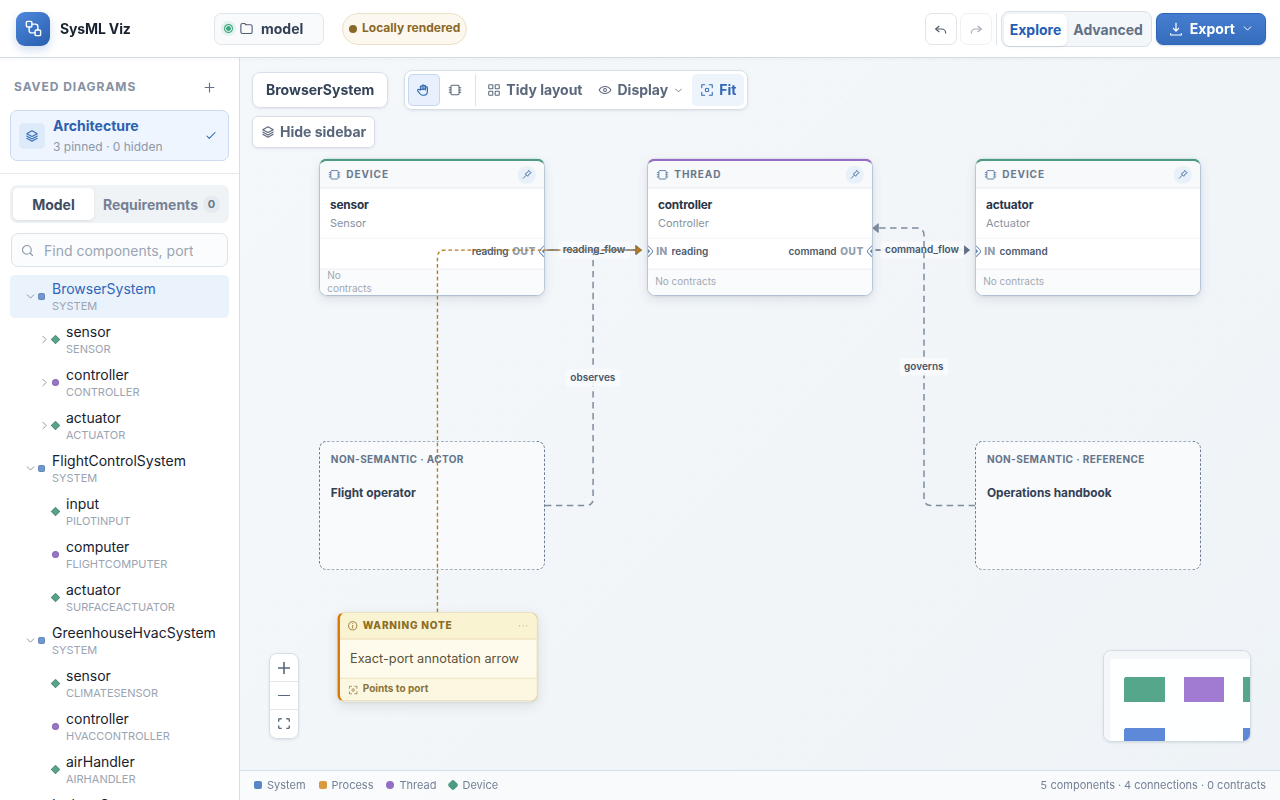 SysML Viz
model
Locally rendered
Explore
Advanced
Export
SAVED DIAGRAMS
Architecture
3 pinned · 0 hidden
Model
Requirements 0
Find components, port
BrowserSystem
SYSTEM
sensor
SENSOR
controller
CONTROLLER
actuator
ACTUATOR
FlightControlSystem
SYSTEM
input
PILOTINPUT
computer
FLIGHTCOMPUTER
actuator
SURFACEACTUATOR
GreenhouseHvacSystem
SYSTEM
sensor
CLIMATESENSOR
controller
HVACCONTROLLER
airHandler
AIRHANDLER
BrowserSystem
Tidy layout
Display
Fit
Hide sidebar
DEVICE
sensor
Sensor
reading OUT
No
contracts
reading_flow
THREAD
controller
Controller
IN reading
command OUT
No contracts
command_flow
DEVICE
actuator
Actuator
IN command
No contracts
observes
governs
NON-SEMANTIC · ACTOR
Flight operator
NON-SEMANTIC · REFERENCE
Operations handbook
WARNING NOTE
Exact-port annotation arrow
Points to port
System
Process
Thread
Device
5 components · 4 connections · 0 contracts